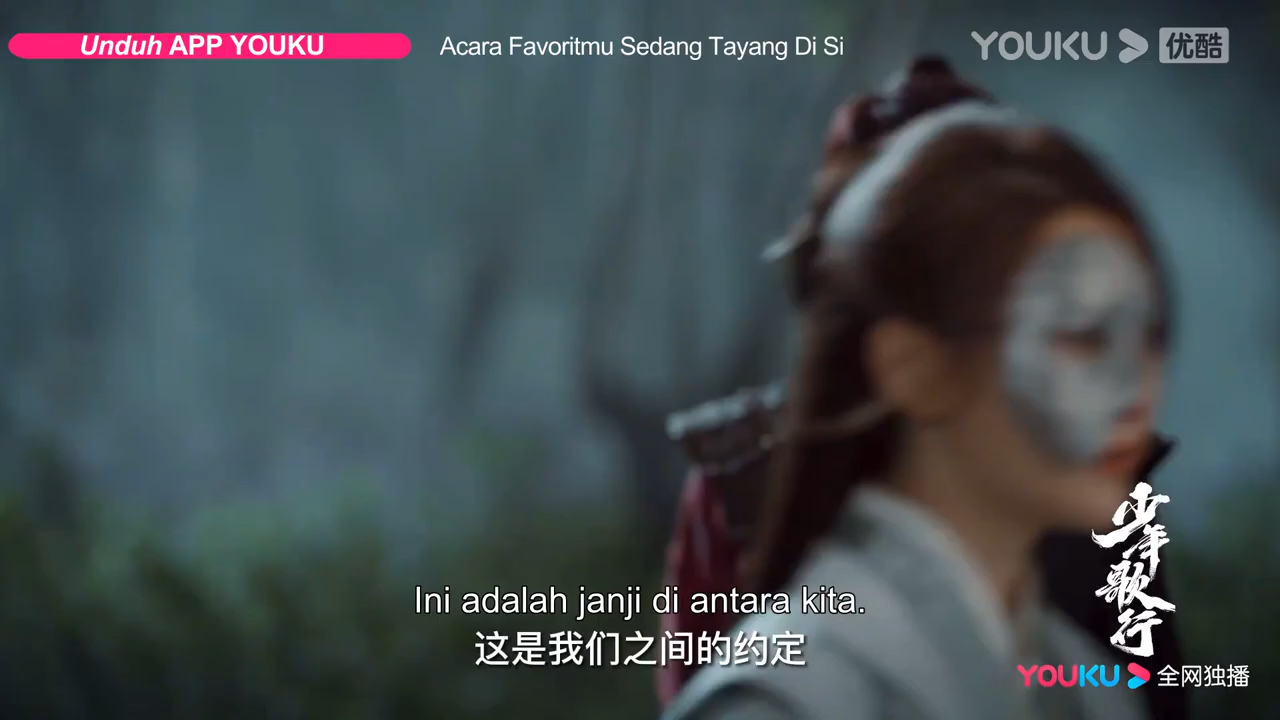 Unduh APP YOUKU
Acara Favoritmu Sedang Tayang Di Si
YOUKU 优酷
Ini adalah janji di antara kita.
这是我们之间的约定
少年歌行
YOUKU 全网独播